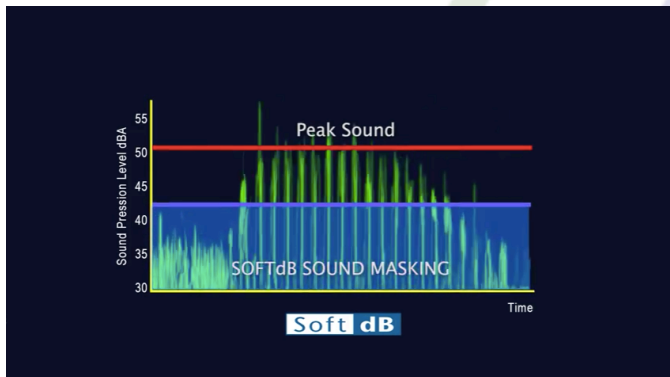 Peak Sound
Sound Pression Level dBA
55
50
45
40
35
30
SOFTdB SOUND MASKING
Time
Soft dB